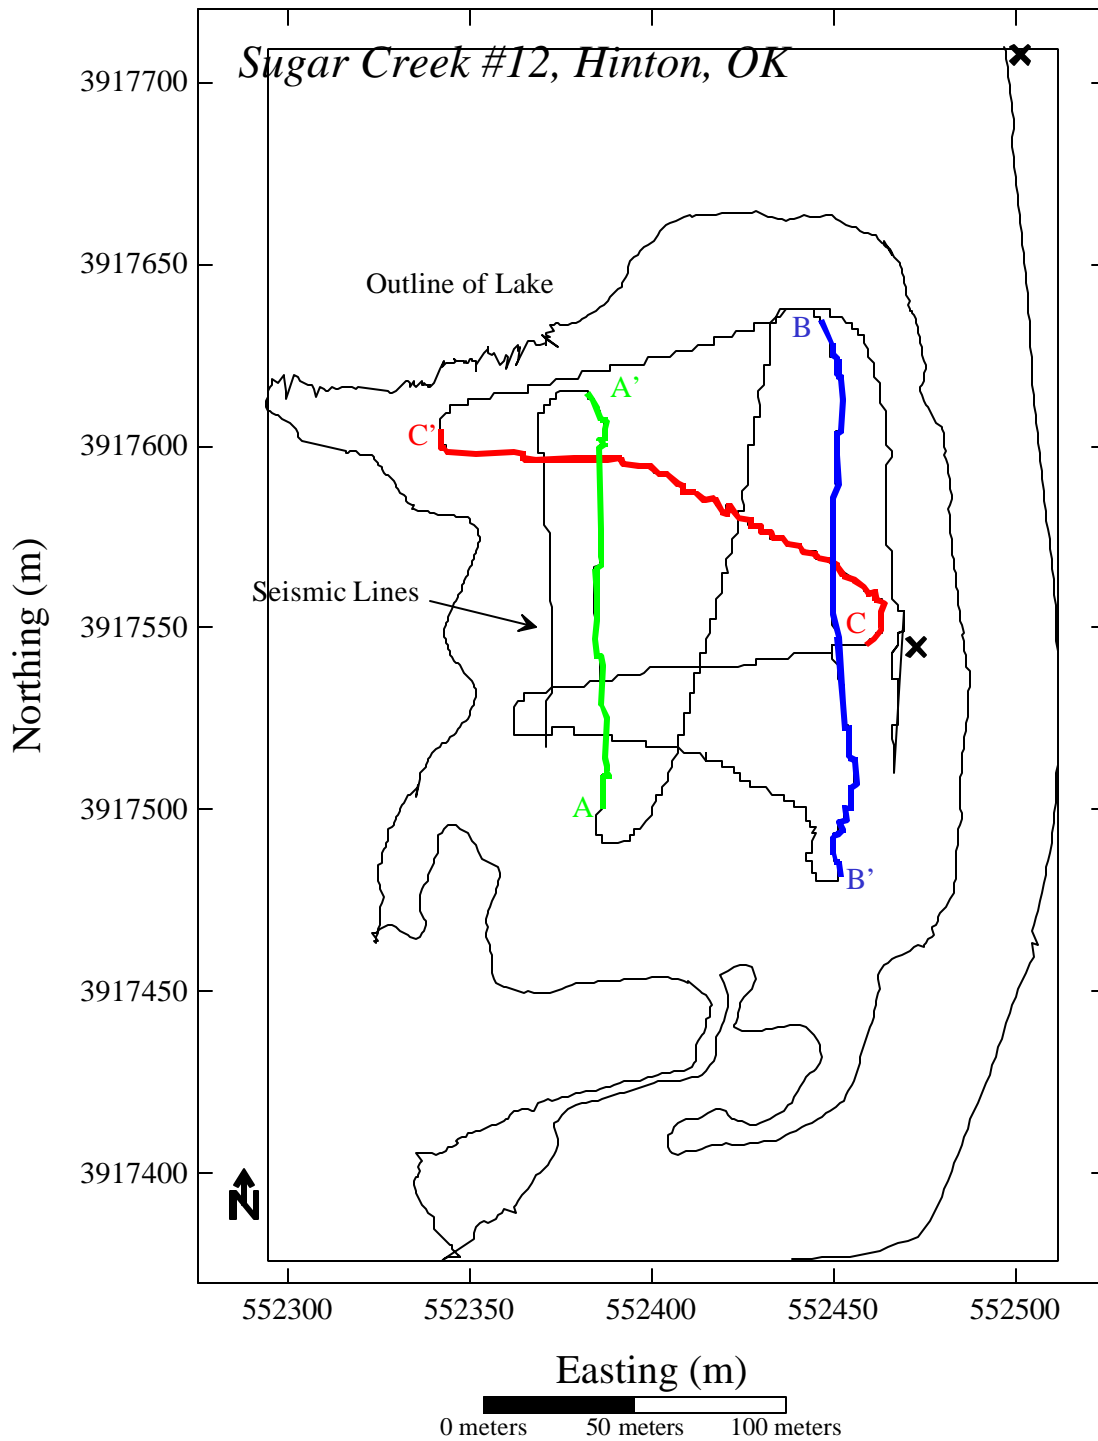 Sugar Creek #12, Hinton, OK
3917700
3917650
Outline of Lake
B
A’
C’
3917600
Seismic Lines
C
3917550
Northing (m)
A
3917500
B’
3917450
3917400
N
552300 552350 552400 552450 552500
Easting (m)
0 meters 50 meters 100 meters